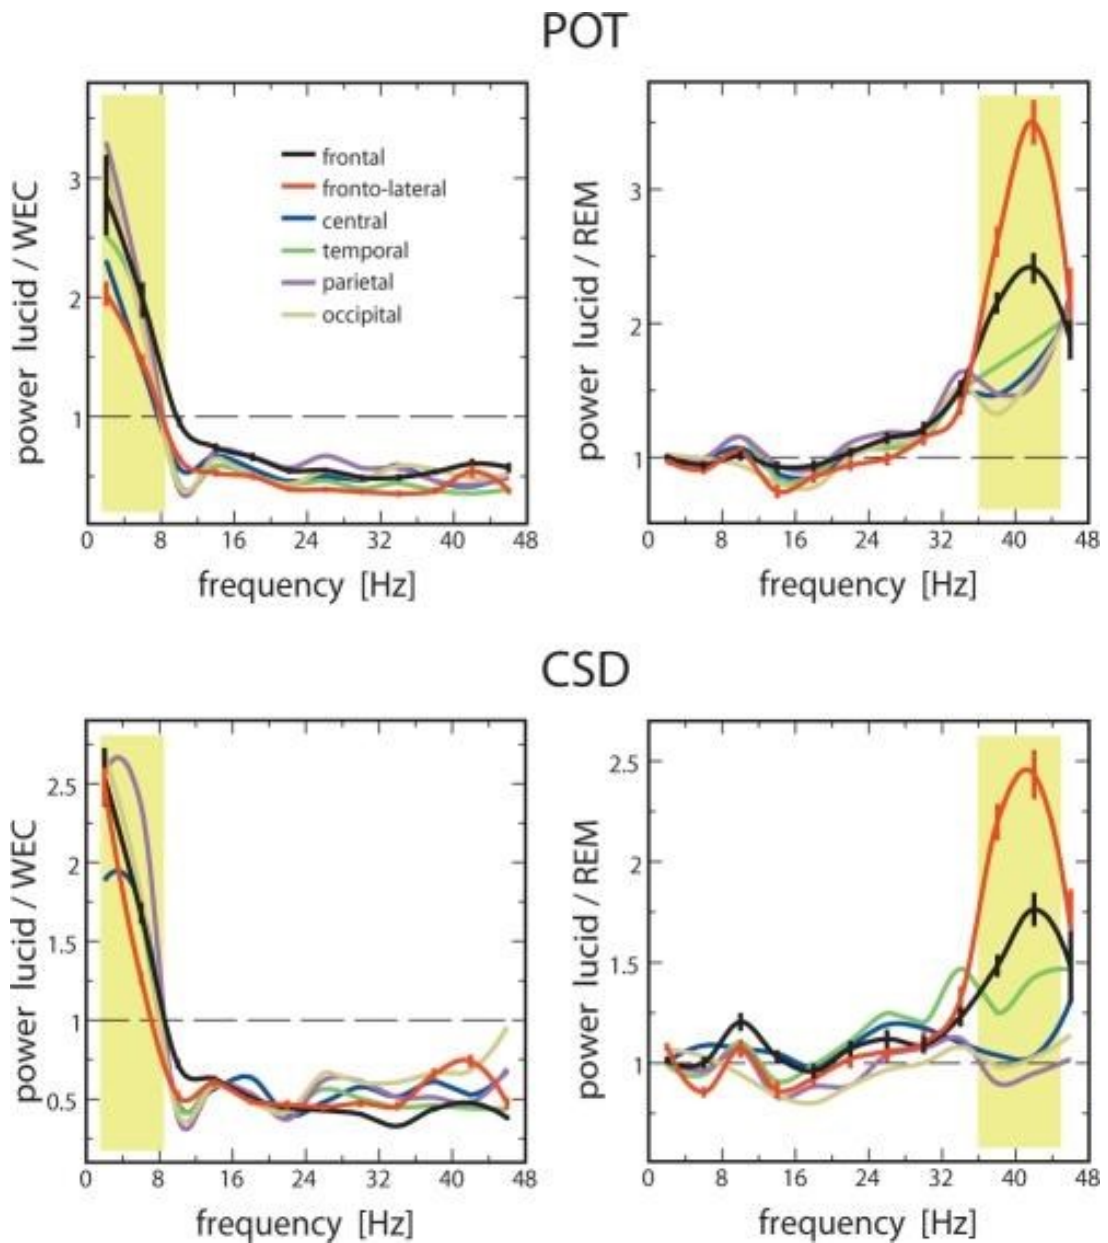 POT
power lucid / WEC
3
2
1
0 8 16 24 32 40 48
frequency [Hz]
frontal
fronto-lateral
central
temporal
parietal
occipital
power lucid / REM
3
2
1
0 8 16 24 32 40 48
frequency [Hz]
CSD
power lucid / WEC
2.5
2
1.5
1
0.5
0 8 16 24 32 40 48
frequency [Hz]
power lucid / REM
2.5
2
1.5
1
0 8 16 24 32 40 48
frequency [Hz]